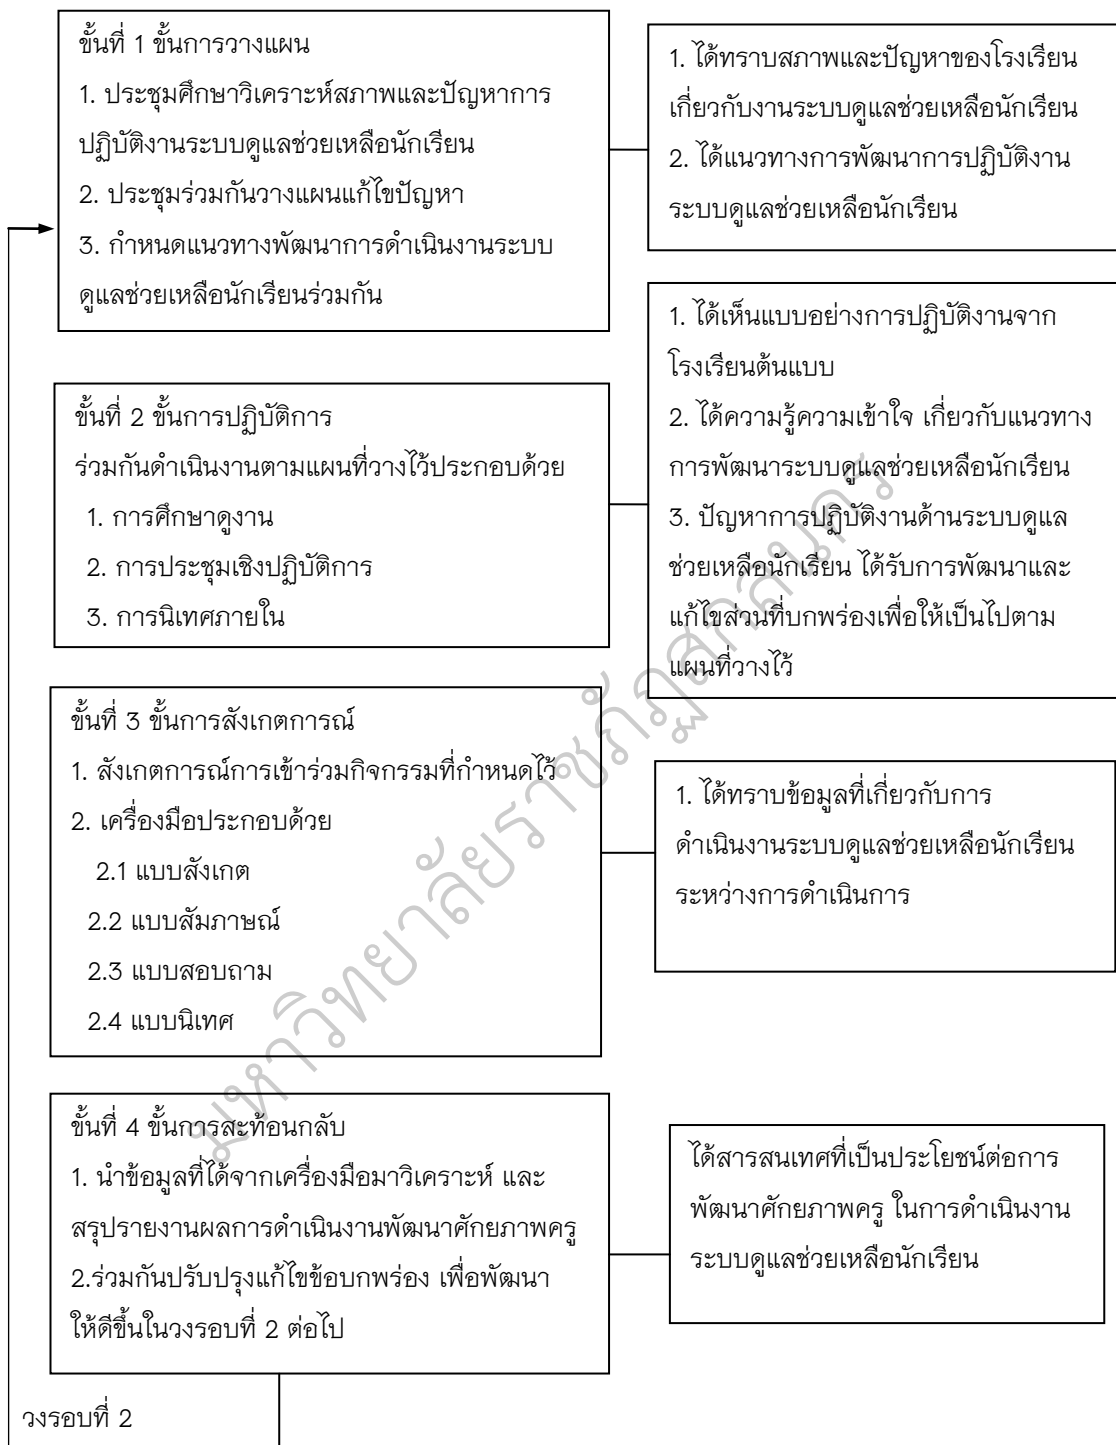 ขั้นที่ 1 ขั้นการวางแผน
1. ประชุมศึกษาวิเคราะห์สภาพและปัญหาการ
ปฏิบัติงานระบบดูแลช่วยเหลือนักเรียน
2. ประชุมร่วมกันวางแผนแก้ไขปัญหา
3. กำหนดแนวทางพัฒนาการดำเนินงานระบบ
ดูแลช่วยเหลือนักเรียนร่วมกัน
1. ได้ทราบสภาพและปัญหาของโรงเรียน
เกี่ยวกับงานระบบดูแลช่วยเหลือนักเรียน
2. ได้แนวทางการพัฒนาการปฏิบัติงาน
ระบบดูแลช่วยเหลือนักเรียน
ขั้นที่ 2 ขั้นการปฏิบัติการ
ร่วมกันดำเนินงานตามแผนที่วางไว้ประกอบด้วย
1. การศึกษาดูงาน
2. การประชุมเชิงปฏิบัติการ
3. การนิเทศภายใน
1. ได้เห็นแบบอย่างการปฏิบัติงานจาก
โรงเรียนต้นแบบ
2. ได้ความรู้ความเข้าใจ เกี่ยวกับแนวทาง
การพัฒนาระบบดูแลช่วยเหลือนักเรียน
3. ปัญหาการปฏิบัติงานด้านระบบดูแล
ช่วยเหลือนักเรียน ได้รับการพัฒนาและ
แก้ไขส่วนที่บกพร่องเพื่อให้เป็นไปตาม
แผนที่วางไว้
ขั้นที่ 3 ขั้นการสังเกตการณ์
1. สังเกตการณ์การเข้าร่วมกิจกรรมที่กำหนดไว้
2. เครื่องมือประกอบด้วย
2.1 แบบสังเกต
2.2 แบบสัมภาษณ์
2.3 แบบสอบถาม
2.4 แบบนิเทศ
1. ได้ทราบข้อมูลที่เกี่ยวกับการ
ดำเนินงานระบบดูแลช่วยเหลือนักเรียน
ระหว่างการดำเนินการ
ขั้นที่ 4 ขั้นการสะท้อนกลับ
1. นำข้อมูลที่ได้จากเครื่องมือมาวิเคราะห์ และ
สรุปรายงานผลการดำเนินงานพัฒนาศักยภาพครู
2.ร่วมกันปรับปรุงแก้ไขข้อบกพร่อง เพื่อพัฒนา
ให้ดีขึ้นในวงรอบที่ 2 ต่อไป
ได้สารสนเทศที่เป็นประโยชน์ต่อการ
พัฒนาศักยภาพครู ในการดำเนินงาน
ระบบดูแลช่วยเหลือนักเรียน
วงรอบที่ 2
มหาวิทยาลัยราชภัฏสกลนคร